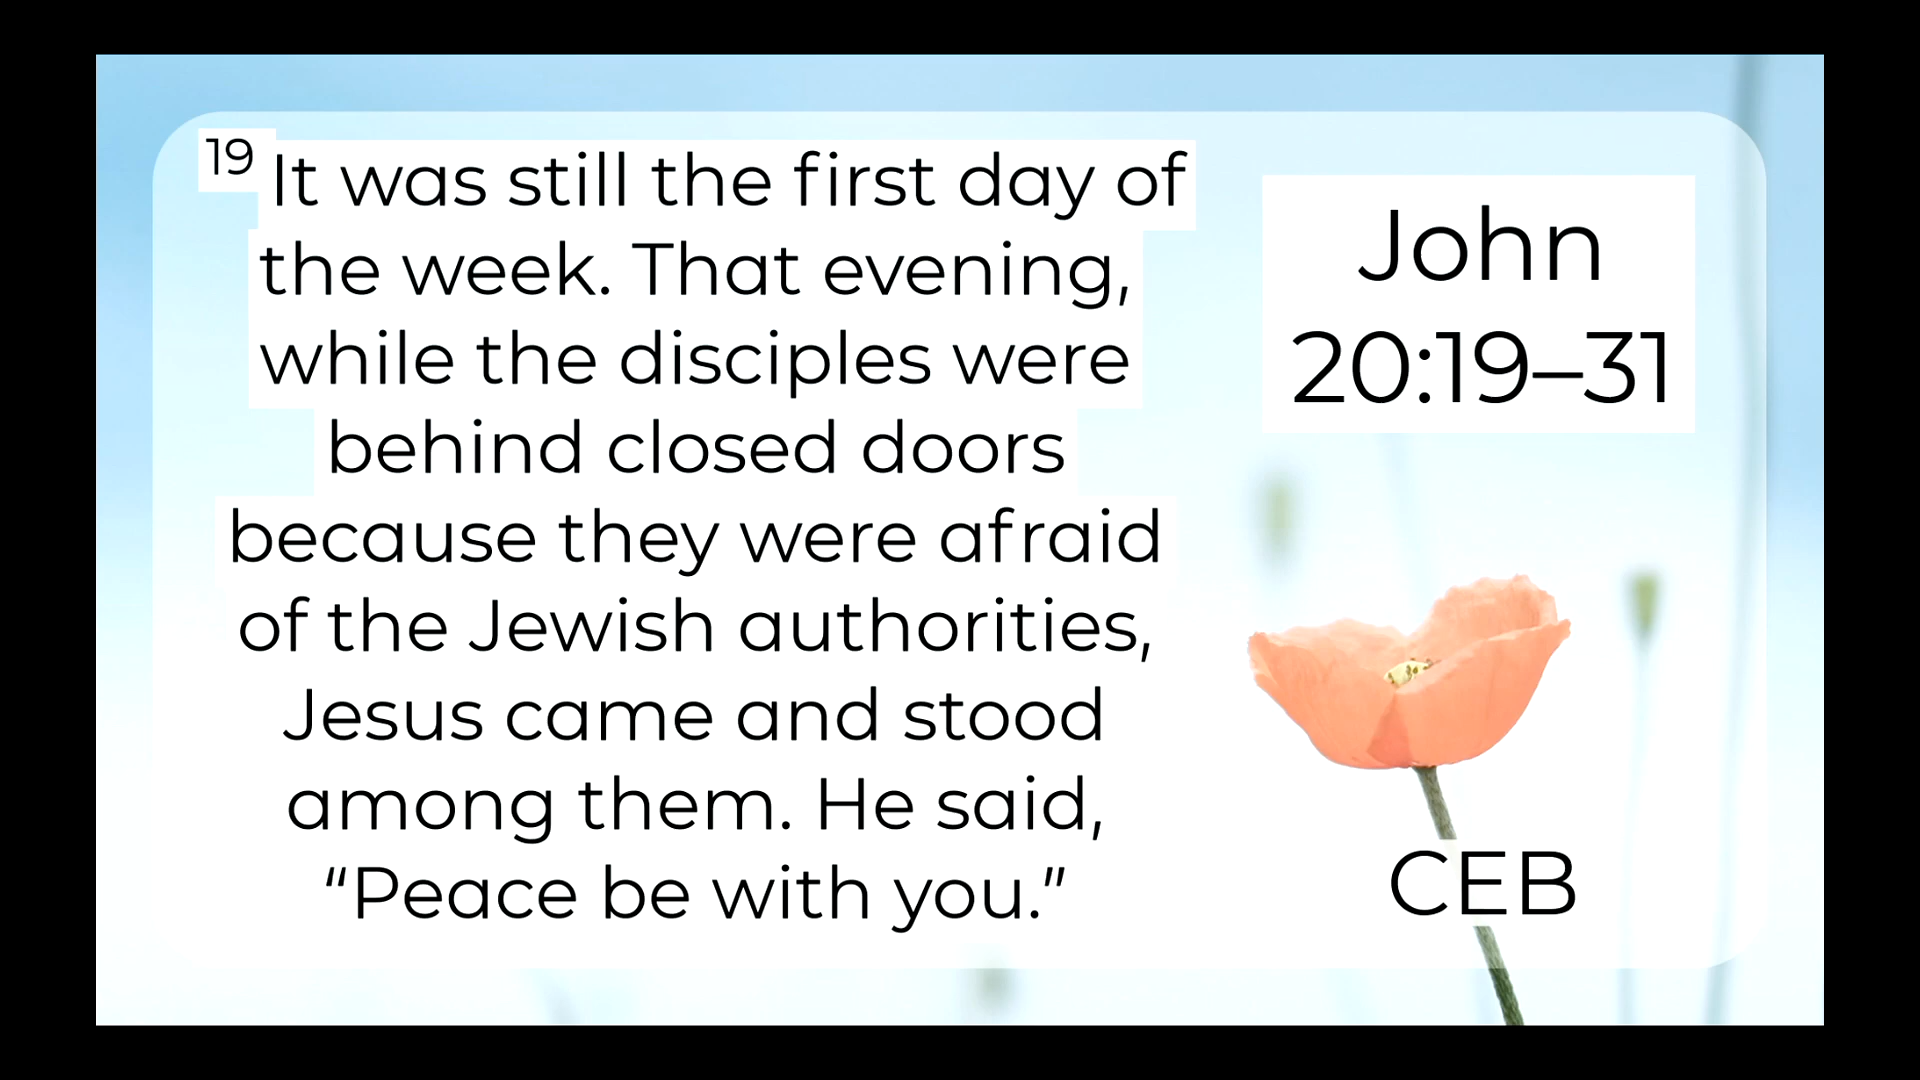 19 It was still the first day of
the week. That evening,
while the disciples were
behind closed doors
because they were afraid
of the Jewish authorities,
Jesus came and stood
among them. He said,
“Peace be with you.”
John
20:19–31
CEB